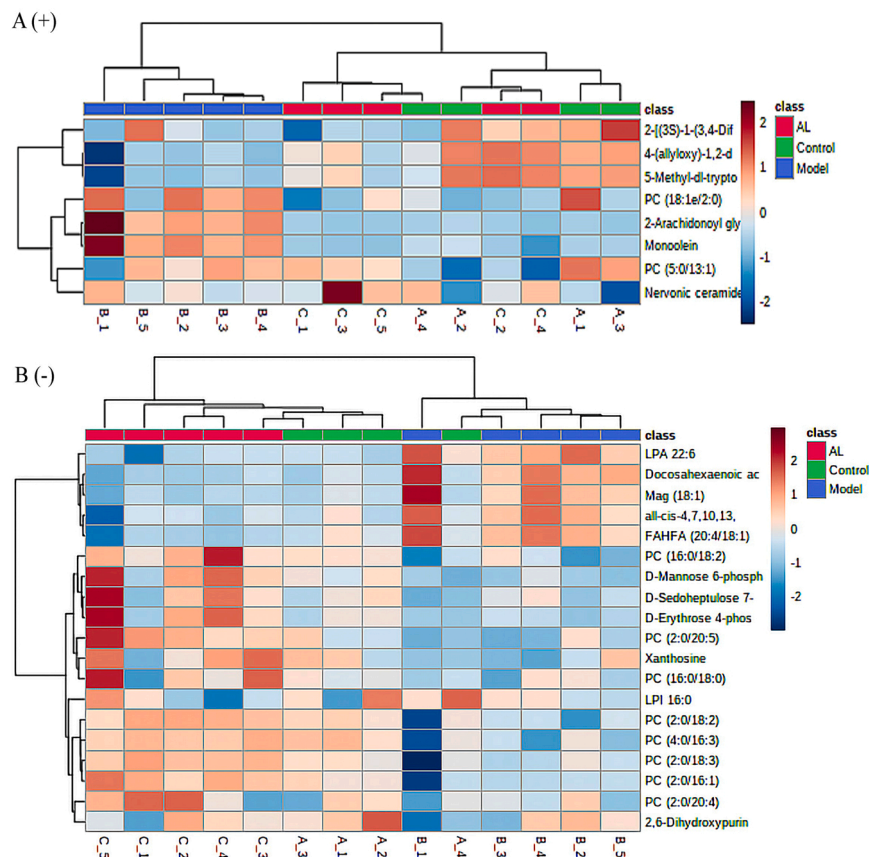 A (+)
class
2-[(3S)-1-(3,4-Dif
4-(allyloxy)-1,2-d
5-Methyl-dl-trypto
PC (18:1e/2:0)
2-Arachidonoyl gly
Monoolein
PC (5:0/13:1)
Nervonic ceramide
B_1 B_5 B_2 B_3 B_4 C_1 C_3 C_5 A_4 A_2 C_2 C_4 A_1 A_3
2
1
0
-1
-2
class
AL
Control
Model
B (-)
class
LPA 22:6
Docosahexaenoic ac
Mag (18:1)
all-cis-4,7,10,13,
FAHFA (20:4/18:1)
PC (16:0/18:2)
D-Mannose 6-phosph
D-Sedoheptulose 7-
D-Erythrose 4-phos
PC (2:0/20:5)
Xanthosine
PC (16:0/18:0)
LPI 16:0
PC (2:0/18:2)
PC (4:0/16:3)
PC (2:0/18:3)
PC (2:0/16:1)
PC (2:0/20:4)
2,6-Dihydroxypurin
C_5 C_1 C_2 C_4 C_3 A_3 A_1 A_2 B_1 A_4 B_3 B_4 B_2 B_5
2
1
0
-1
-2
class
AL
Control
Model